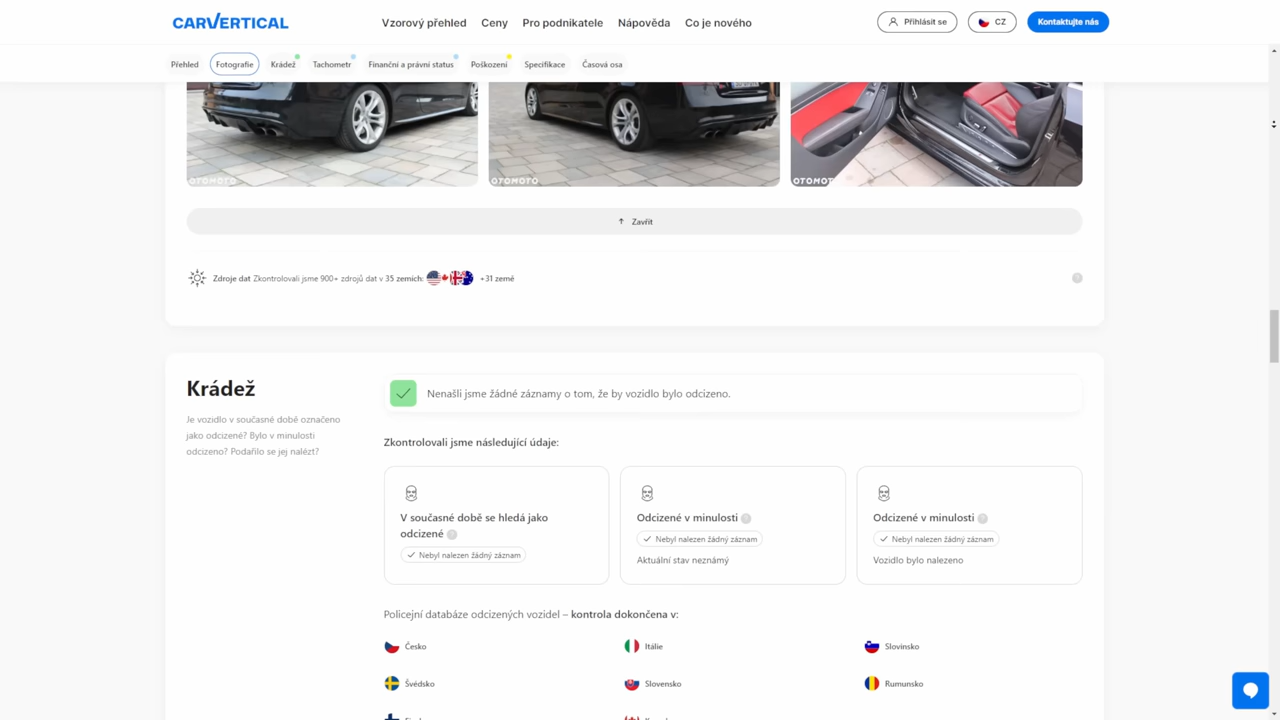 CARVERTICAL
Vzorový přehled
Ceny
Pro podnikatele
Nápověda
Co je nového
Přihlásit se
CZ
Kontaktujte nás
Přehled
Fotografie
Krádež
Tachometr
Finanční a právní status
Poškození
Specifikace
Časová osa
OTOMOTO
OTOMOTO
OTOMOT
Zavřít
Zdroje dat Zkontrolovali jsme 900+ zdrojů dat v 35 zemích:
+31 země
?
Krádež
Je vozidlo v současné době označeno
jako odcizené? Bylo v minulosti
odcizeno? Podařilo se jej nalézt?
Nenašli jsme žádné záznamy o tom, že by vozidlo bylo odcizeno.
Zkontrolovali jsme následující údaje:
V současné době se hledá jako
odcizené ?
Nebyl nalezen žádný záznam
Odcizené v minulosti ?
Nebyl nalezen žádný záznam
Aktuální stav neznámý
Odcizené v minulosti ?
Nebyl nalezen žádný záznam
Vozidlo bylo nalezeno
Policejní databáze odcizených vozidel – kontrola dokončena v:
Česko
Itálie
Slovinsko
Švédsko
Slovensko
Rumunsko